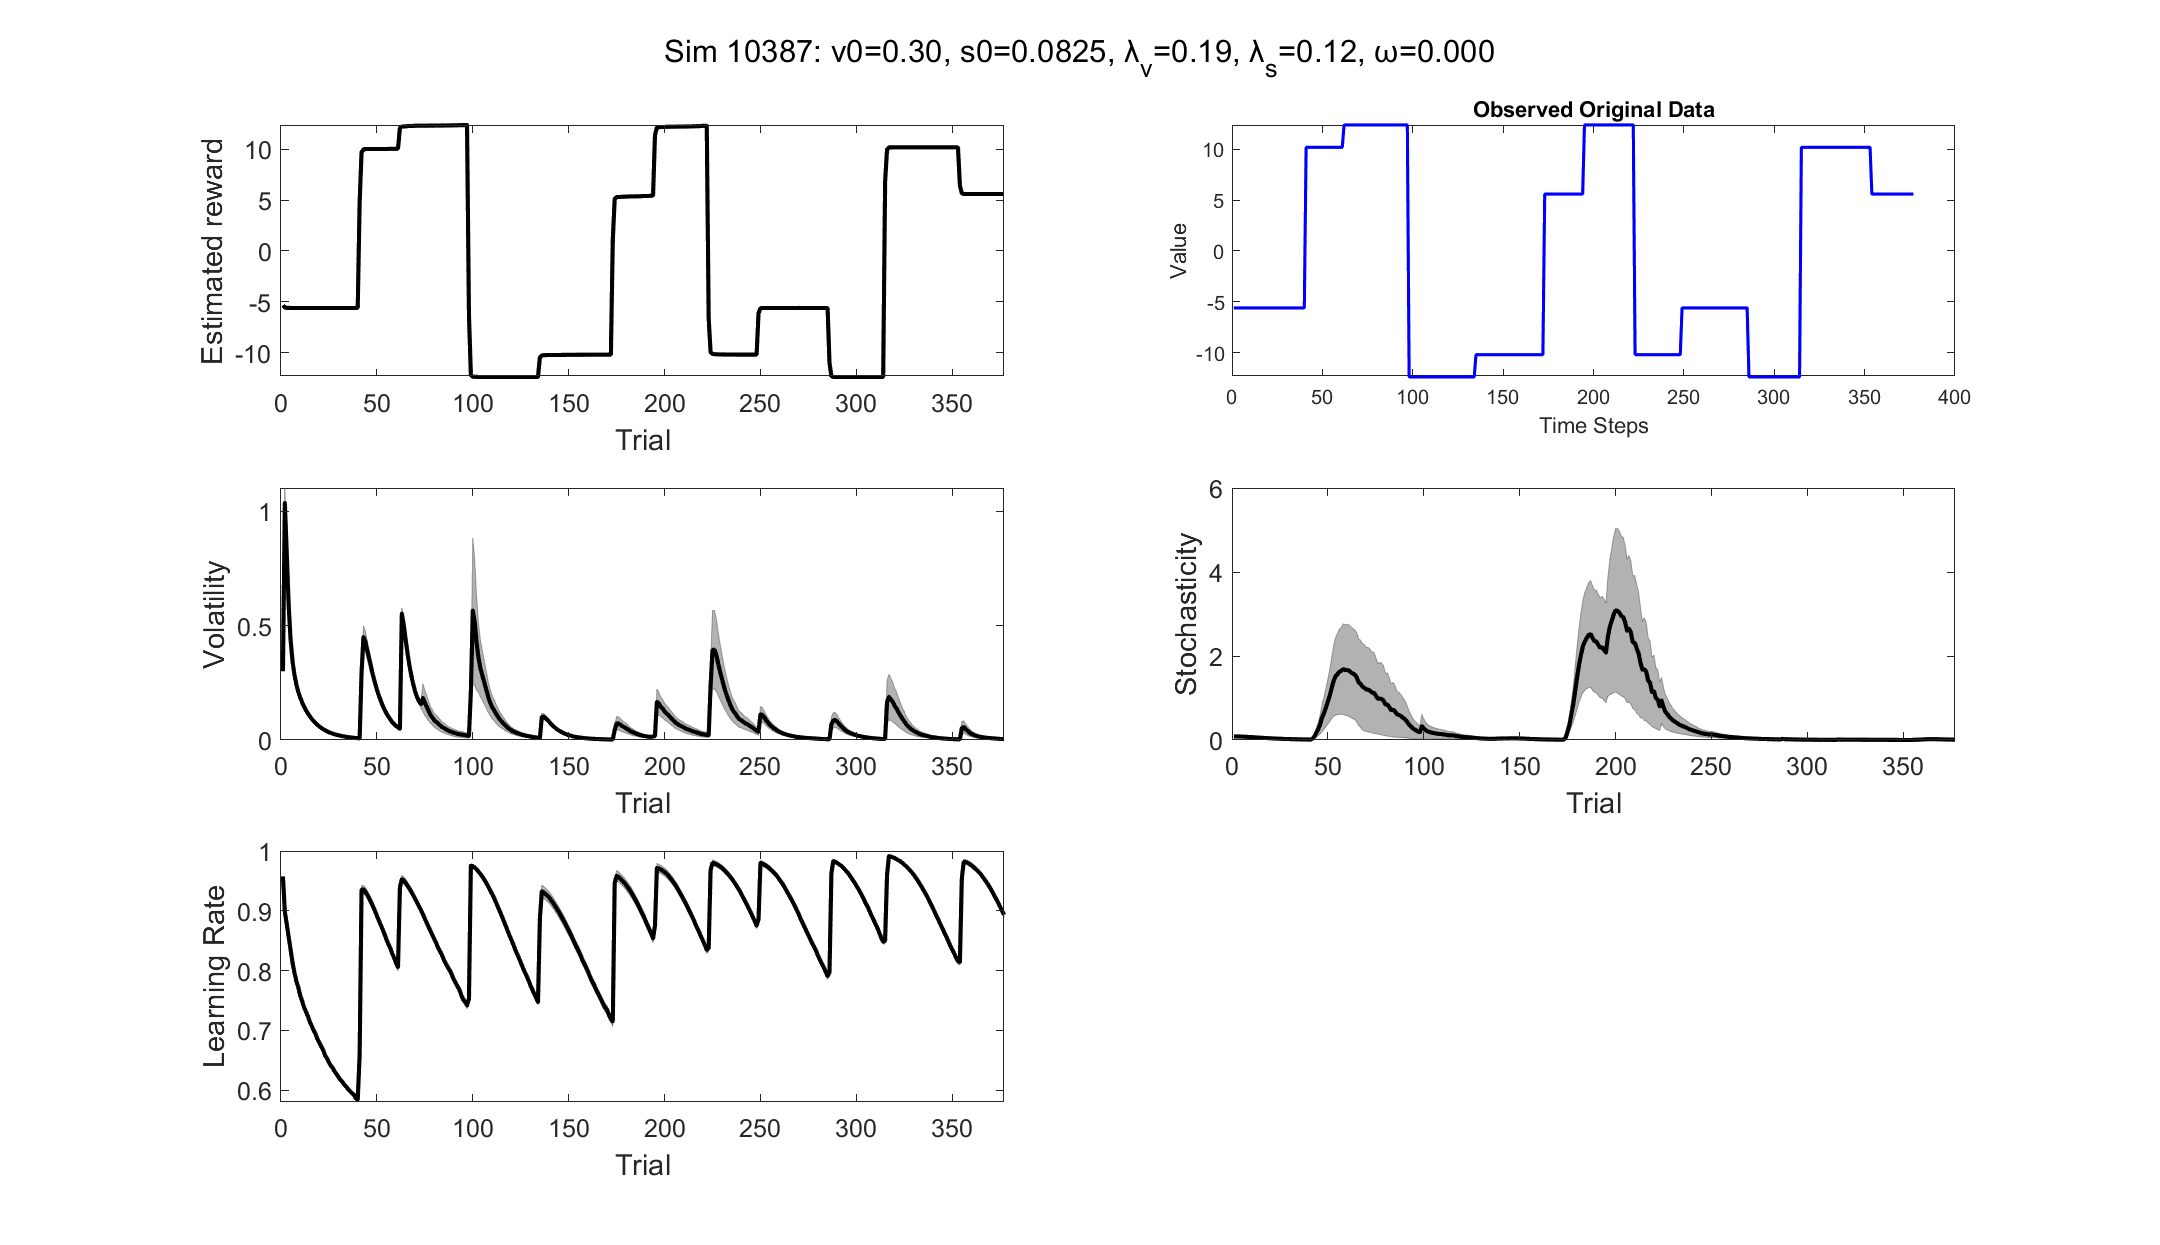 Sim 10387: v0=0.30, s0=0.0825, λ_v=0.19, λ_s=0.12, ω=0.000
Estimated reward
10
5
0
-5
-10
0 50 100 150 200 250 300 350
Trial
Observed Original Data
Value
10
5
0
-5
-10
0 50 100 150 200 250 300 350 400
Time Steps
Volatility
1
0.5
0
0 50 100 150 200 250 300 350
Trial
Stochasticity
6
4
2
0
0 50 100 150 200 250 300 350
Trial
Learning Rate
1
0.9
0.8
0.7
0.6
0 50 100 150 200 250 300 350
Trial